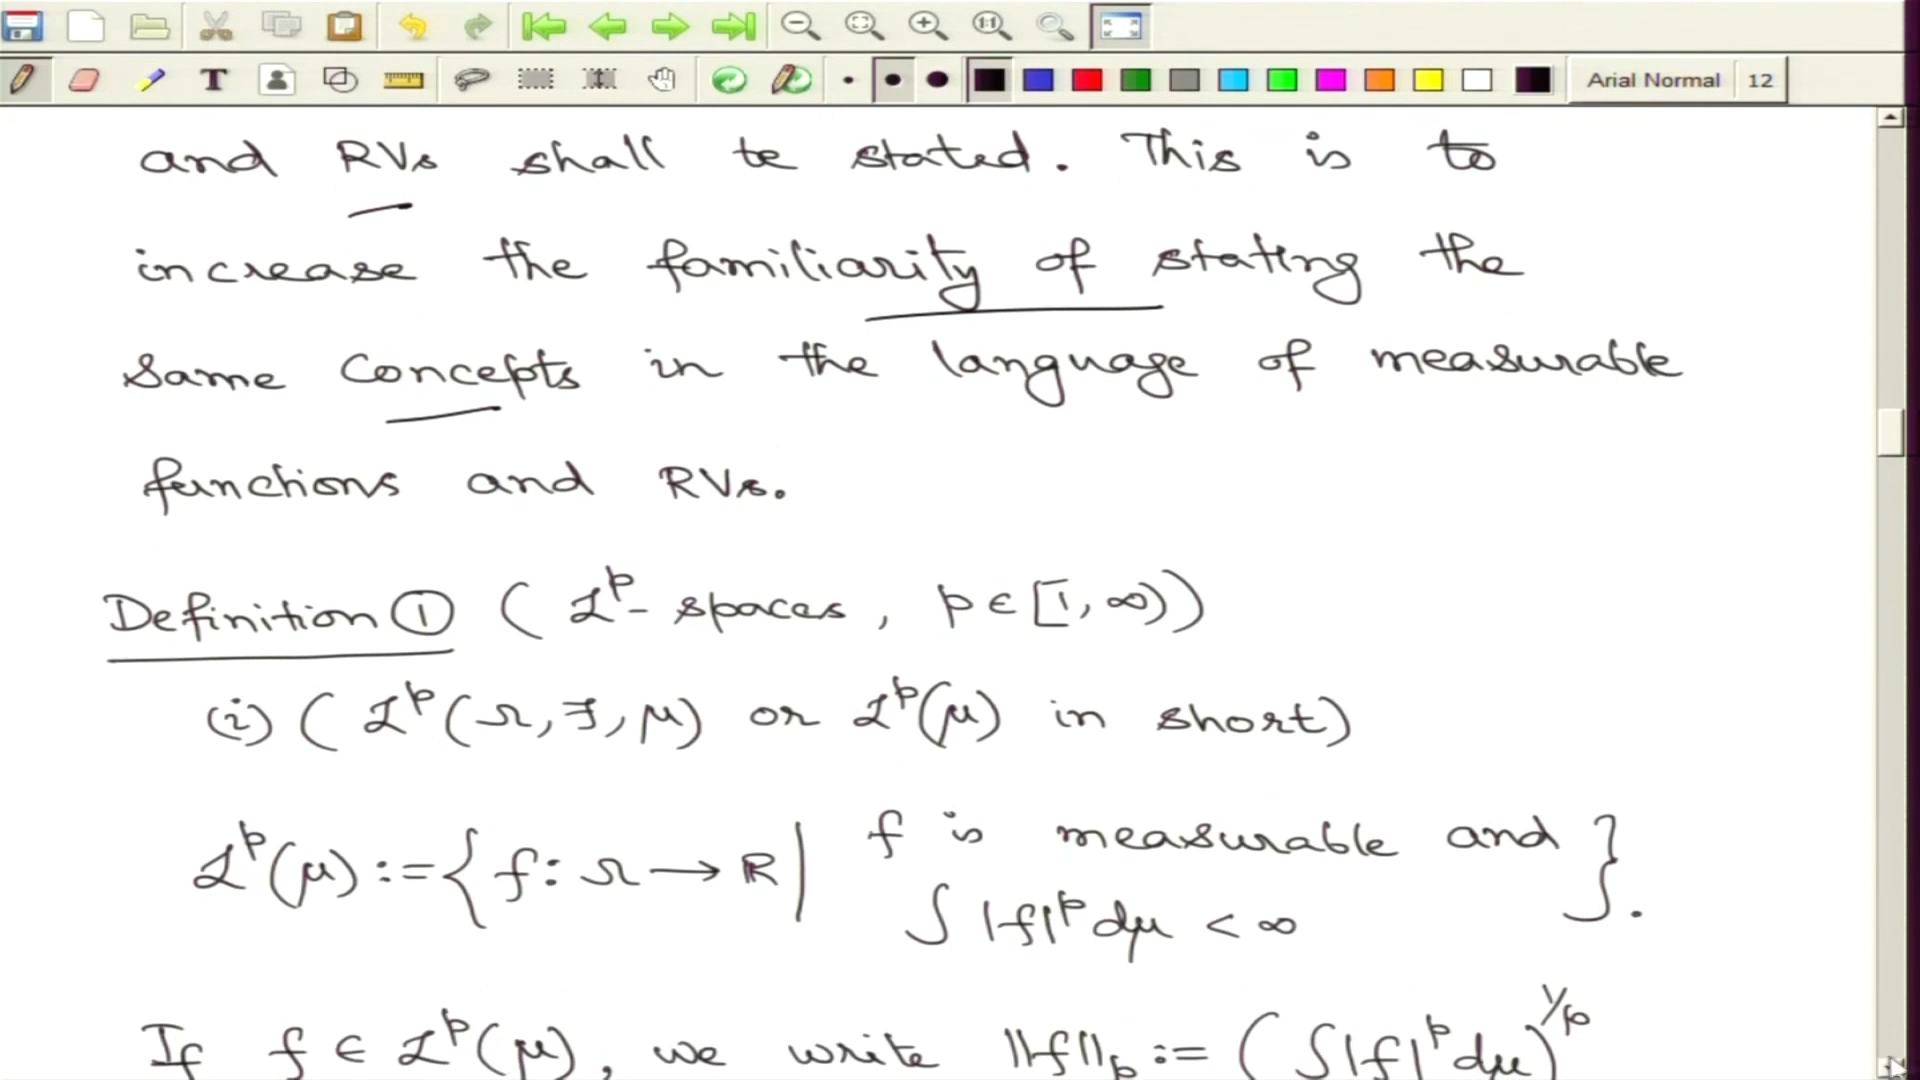 T
Arial Normal 12
and RVs shall be stated. This is to
increase the familiarity of stating the
same concepts in the language of measurable
functions and RVs.
Definition ① ( ℒᵖ- spaces, p ∈ [1, ∞))
(i) ( ℒᵖ(Ω, ℱ, μ) or ℒᵖ(μ) in short)
ℒᵖ(μ) := { f: Ω → ℝ | f is measurable and
∫ |f|ᵖ dμ < ∞ }.
If f ∈ ℒᵖ(μ), we write ||f||ₚ := (∫|f|ᵖ dμ)^{1/p}